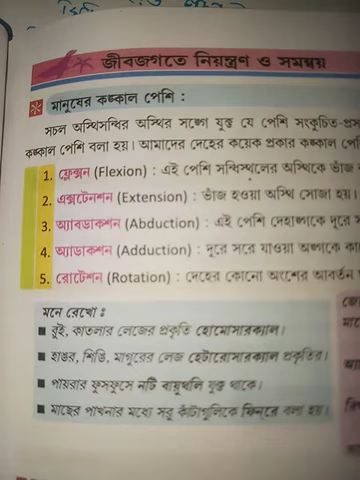 জীবজগতে নিয়ন্ত্রণ ও সমন্বয়
মানুষের কঙ্কাল পেশি :
সচল অস্থিসন্ধির অস্থির সঙ্গে যুক্ত যে পেশি সংকুচিত-প্রস
কঙ্কাল পেশি বলা হয়। আমাদের দেহের কয়েক প্রকার কঙ্কাল পে
1. ফ্লেক্সন (Flexion) : এই পেশি সন্ধিস্থলের অস্থিকে ভাঁজ
2. এক্সটেনশন (Extension) : ভাঁজ হওয়া অস্থি সোজা হয়।
3. অ্যাবডাকশন (Abduction) : এই পেশি দেহাঙ্গকে দূরে স
4. অ্যাডাকশন (Adduction) : দূরে সরে যাওয়া অঙ্গকে কা
5. রোটেশন (Rotation) : দেহের কোনো অংশের আবর্তন
মনে রেখো :
■ রুই, কাতলার লেজের প্রকৃতি হোমোসারক্যাল।
■ হাঙর, শিঙি, মাগুরের লেজ হেটারোসারক্যাল প্রকৃতির।
■ পায়রার ফুসফুসে নটি বায়ুথলি যুক্ত থাকে।
■ মাছের পাখনার মধ্যে সরু কাঁটাগুলিকে ফিনরে বলা হয়।